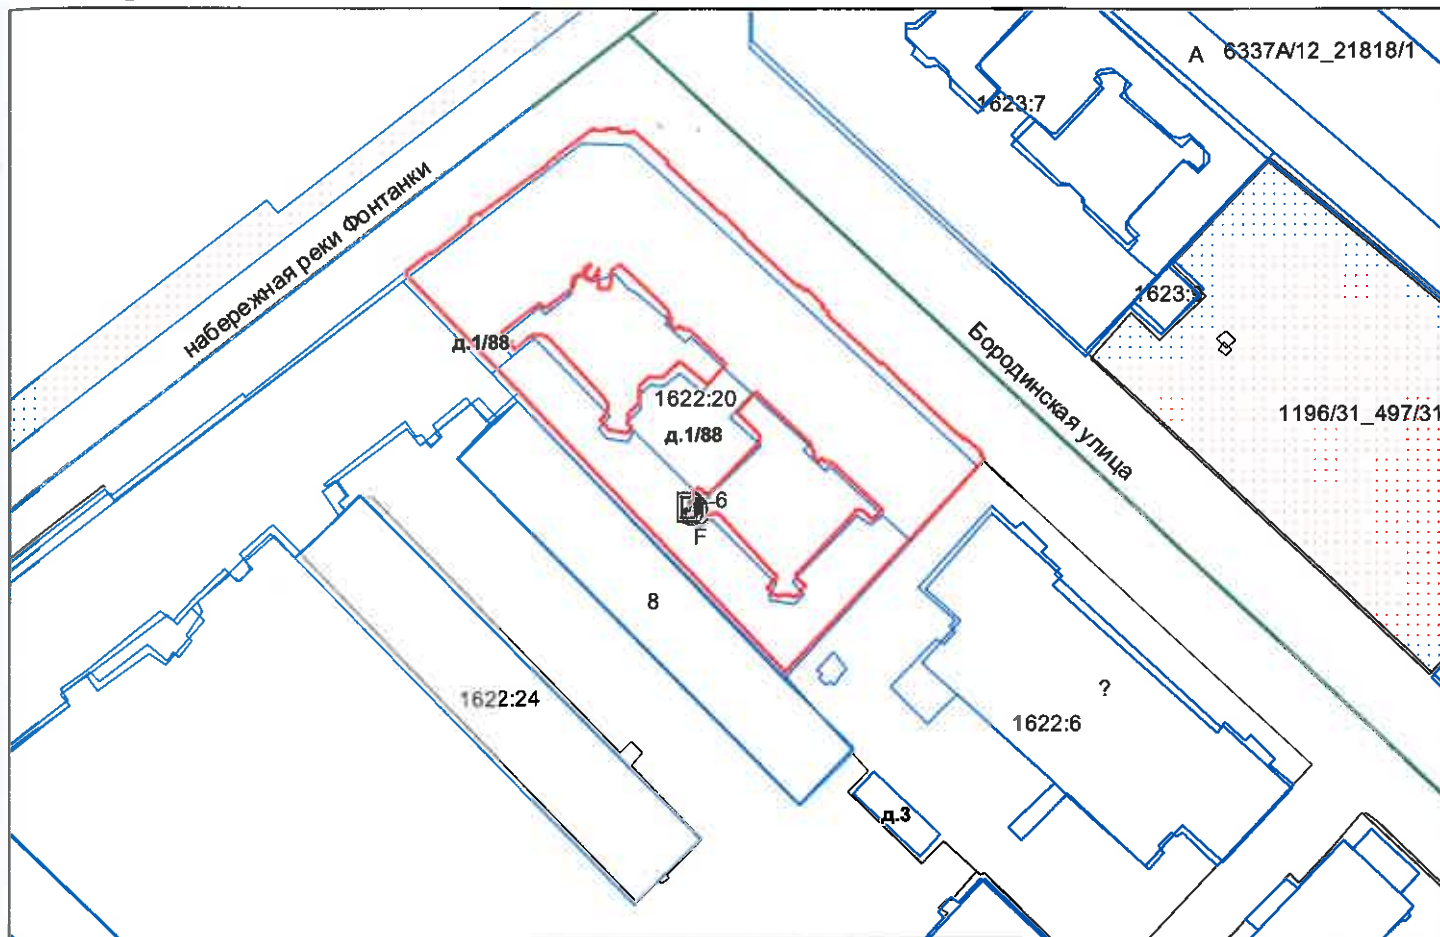 А 6337А/12_21818/1
1623:7
набережная реки Фонтанки
1623:
д.1/88
Бородинская улица
1622:20
д.1/88
1196/31_497/31
6
F
8
1622:24
?
1622:6
д.3